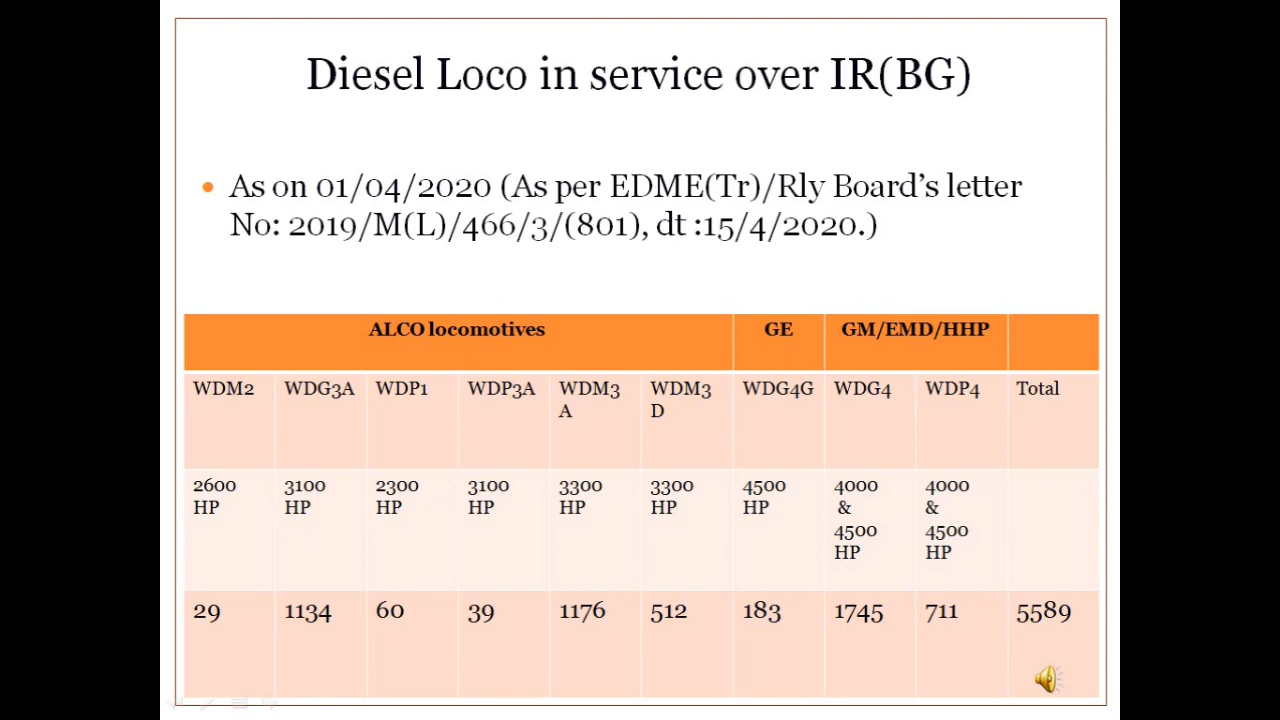 Diesel Loco in service over IR(BG)
• As on 01/04/2020 (As per EDME(Tr)/Rly Board’s letter
No: 2019/M(L)/466/3/(801), dt :15/4/2020.)
ALCO locomotives GE GM/EMD/HHP
WDM2 WDG3A WDP1 WDP3A WDM3 WDM3 WDG4G WDG4 WDP4 Total
A D
2600 3100 2300 3100 3300 3300 4500 4000 4000
HP HP HP HP HP HP HP & &
4500 4500
HP HP
29 1134 60 39 1176 512 183 1745 711 5589